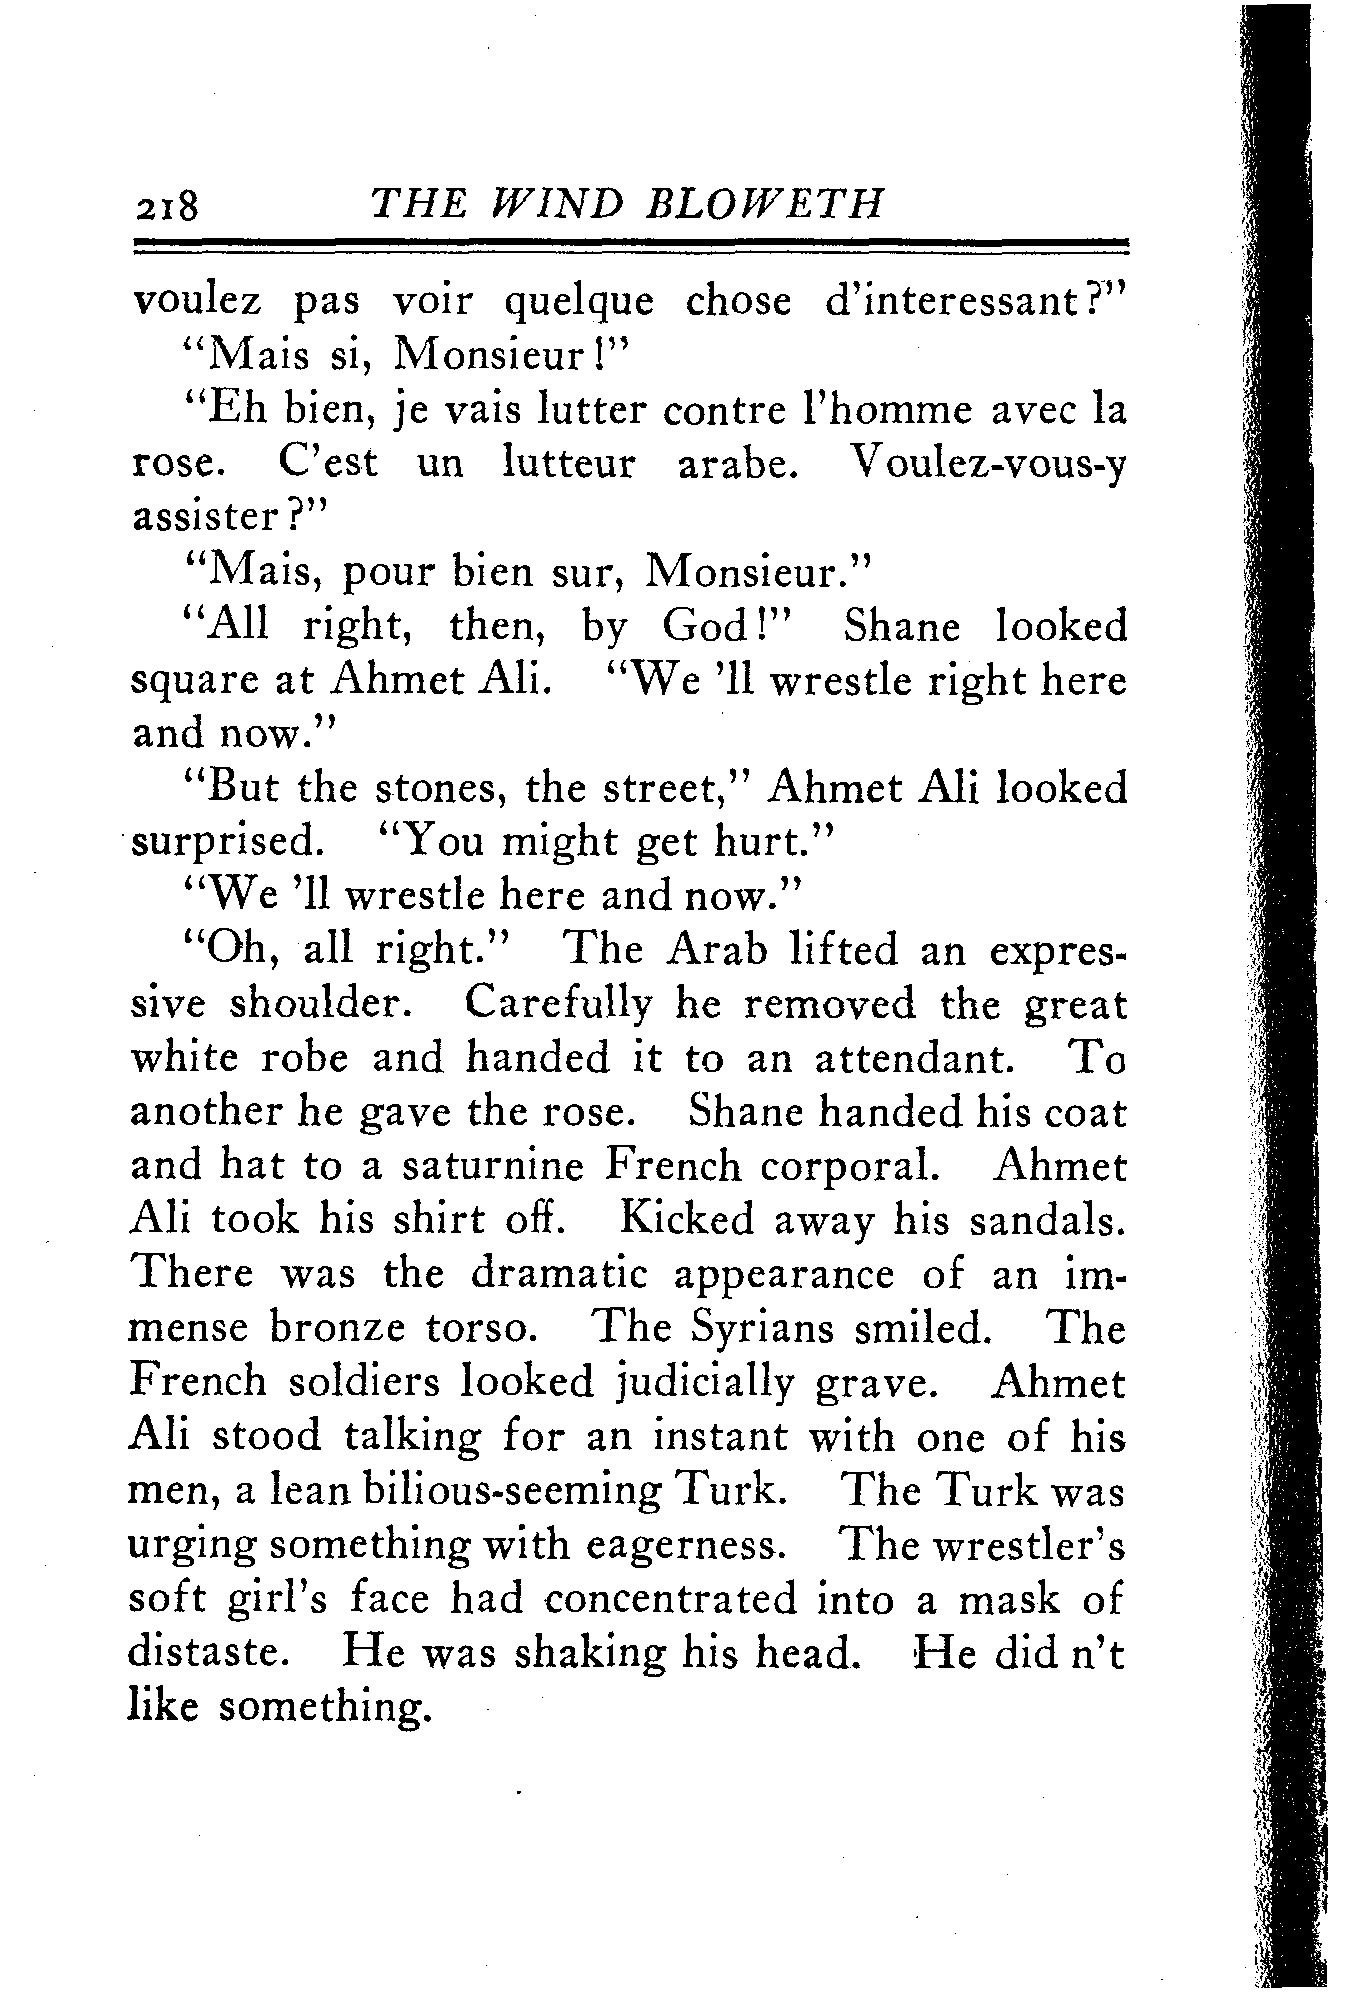 218 THE WIND BLOWETH
voulez pas voir quelque chose d'interessant?"
"Mais si, Monsieur!"
"Eh bien, je vais lutter contre l'homme avec la
rose. C'est un lutteur arabe. Voulez-vous-y
assister?"
"Mais, pour bien sur, Monsieur."
"All right, then, by God!" Shane looked
square at Ahmet Ali. "We 'll wrestle right here
and now."
"But the stones, the street," Ahmet Ali looked
surprised. "You might get hurt."
"We 'll wrestle here and now."
"Oh, all right." The Arab lifted an expres-
sive shoulder. Carefully he removed the great
white robe and handed it to an attendant. To
another he gave the rose. Shane handed his coat
and hat to a saturnine French corporal. Ahmet
Ali took his shirt off. Kicked away his sandals.
There was the dramatic appearance of an im-
mense bronze torso. The Syrians smiled. The
French soldiers looked judicially grave. Ahmet
Ali stood talking for an instant with one of his
men, a lean bilious-seeming Turk. The Turk was
urging something with eagerness. The wrestler's
soft girl's face had concentrated into a mask of
distaste. He was shaking his head. He did n't
like something.